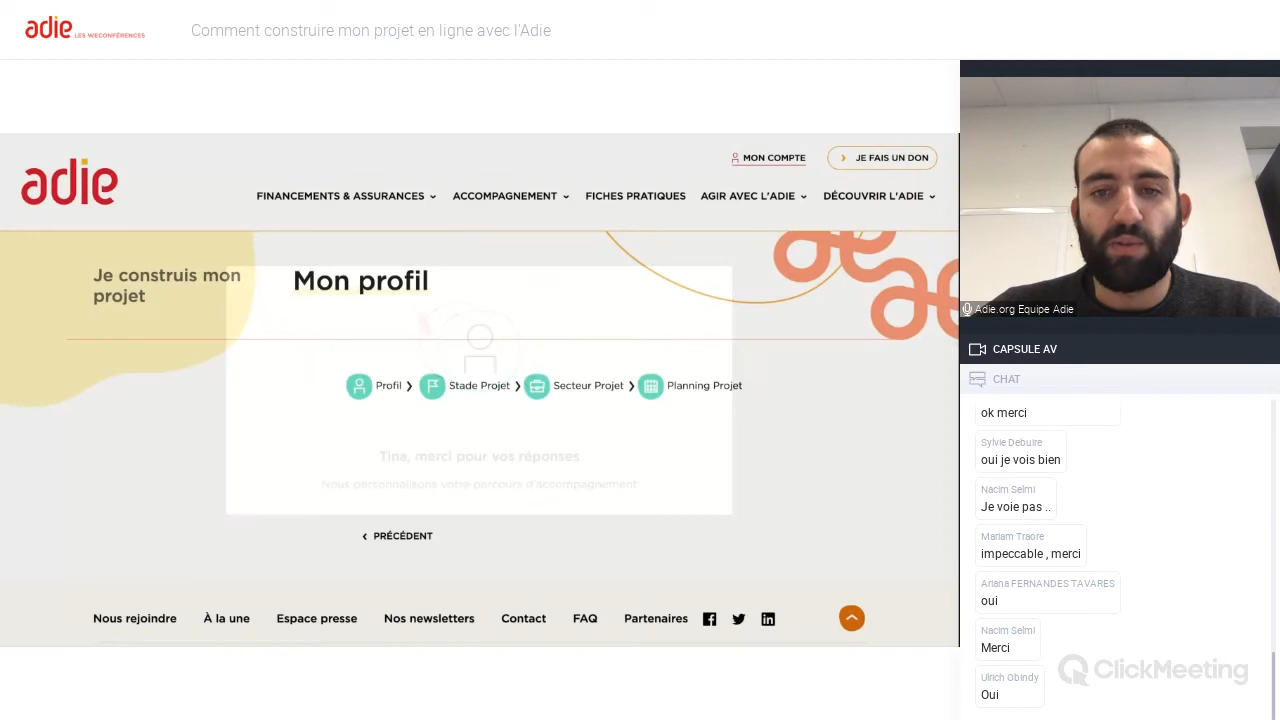 adie LES WECONFÉRENCES
Comment construire mon projet en ligne avec l'Adie
adie
MON COMPTE
JE FAIS UN DON
FINANCEMENTS & ASSURANCES
ACCOMPAGNEMENT
FICHES PRATIQUES
AGIR AVEC L'ADIE
DÉCOUVRIR L'ADIE
Je construis mon
projet
Mon profil
Profil
Stade Projet
Secteur Projet
Planning Projet
Tina, merci pour vos réponses
Nous personnalisons votre parcours d'accompagnement
PRÉCÉDENT
Nous rejoindre
À la une
Espace presse
Nos newsletters
Contact
FAQ
Partenaires
Adie.org Equipe Adie
CAPSULE AV
CHAT
ok merci
Sylvie Debuire
oui je vois bien
Nacim Selmi
Je voie pas ..
Mariam Traore
impeccable , merci
Ariana FERNANDES TAVARES
oui
Nacim Selmi
Merci
Ulrich Obindy
Oui
ClickMeeting